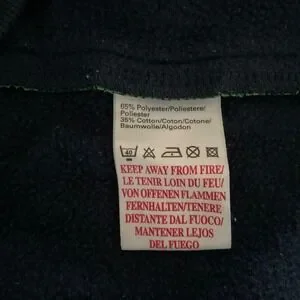 65% Polyester/Poliestere/
Poliester
35% Cotton/Coton/Cotone/
Baumwolle/Algodon
40
KEEP AWAY FROM FIRE/
LE TENIR LOIN DU FEU/
VON OFFENEN FLAMMEN
FERNHALTEN/TENERE
DISTANTE DAL FUOCO/
MANTENER LEJOS
DEL FUEGO